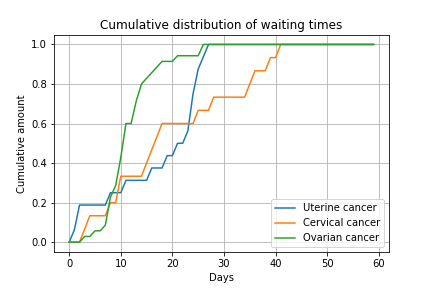 Cumulative distribution of waiting times
1.0
0.8
0.6
0.4
0.2
0.0
Cumulative amount
0 10 20 30 40 50 60
Days
Uterine cancer
Cervical cancer
Ovarian cancer